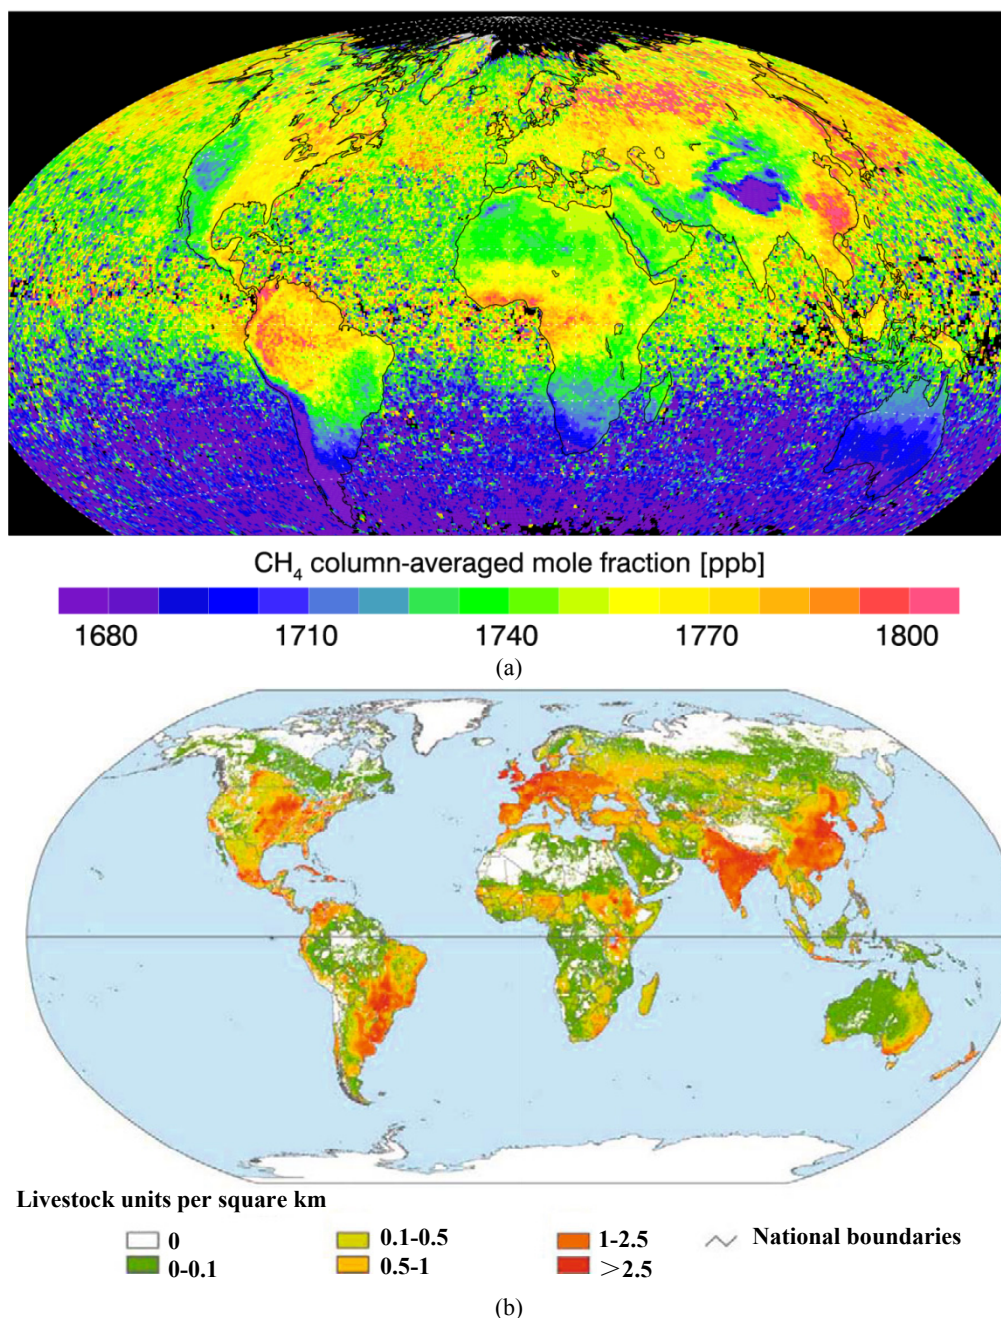 CH₄ column-averaged mole fraction [ppb]
1680 1710 1740 1770 1800
(a)
Livestock units per square km
0 0.1-0.5 1-2.5 National boundaries
0-0.1 0.5-1 >2.5
(b)